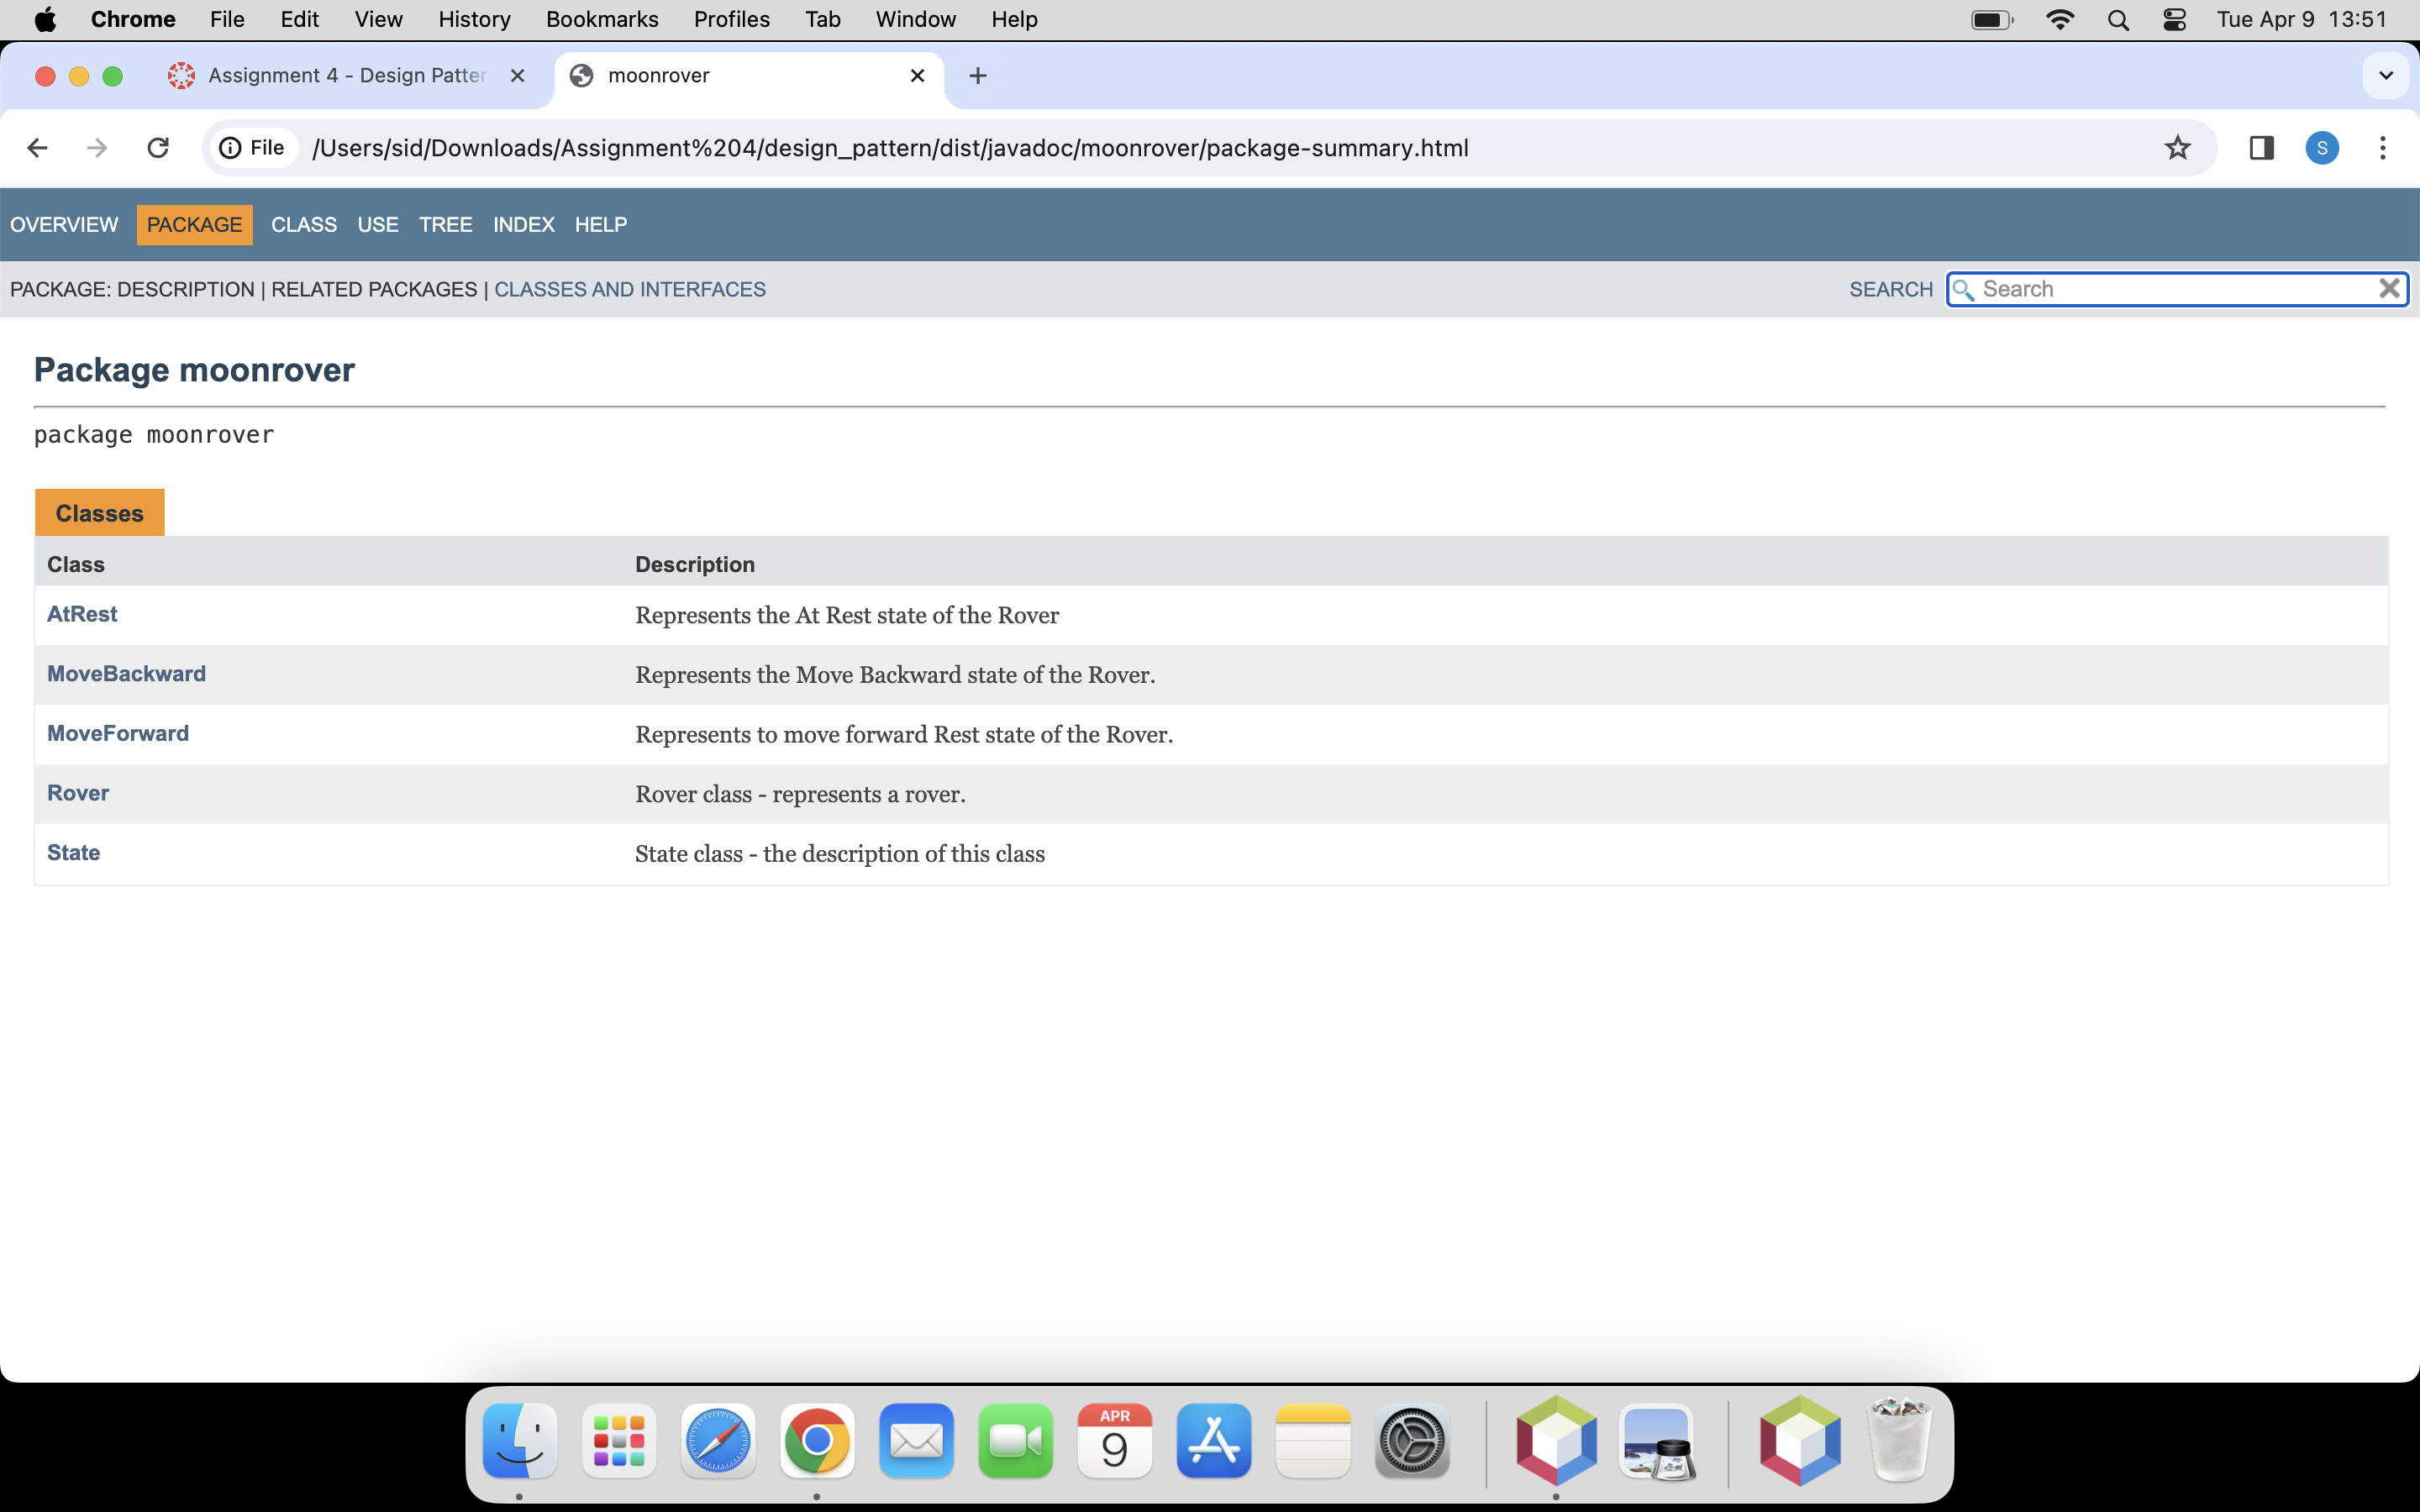 Chrome File Edit View History Bookmarks Profiles Tab Window Help Tue Apr 9 13:51
Assignment 4 - Design Patter moonrover
File /Users/sid/Downloads/Assignment%204/design_pattern/dist/javadoc/moonrover/package-summary.html S
OVERVIEW PACKAGE CLASS USE TREE INDEX HELP
PACKAGE: DESCRIPTION | RELATED PACKAGES | CLASSES AND INTERFACES SEARCH Search
Package moonrover
package moonrover
Classes
Class Description
AtRest Represents the At Rest state of the Rover
MoveBackward Represents the Move Backward state of the Rover.
MoveForward Represents to move forward Rest state of the Rover.
Rover Rover class - represents a rover.
State State class - the description of this class
APR
9